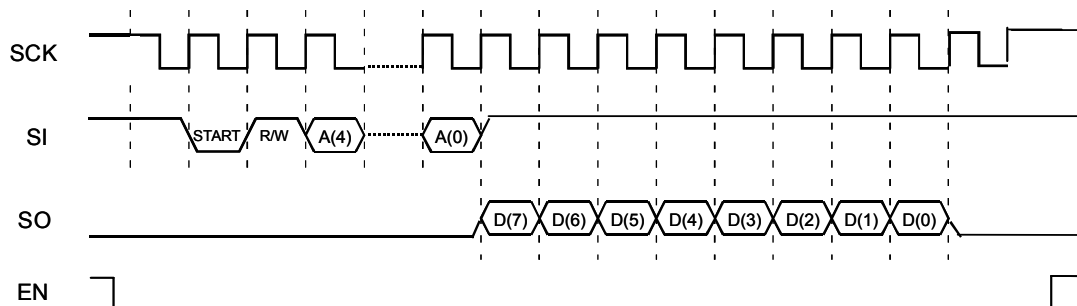 SCK
SI
START R/W A(4) A(0)
SO
D(7) D(6) D(5) D(4) D(3) D(2) D(1) D(0)
EN